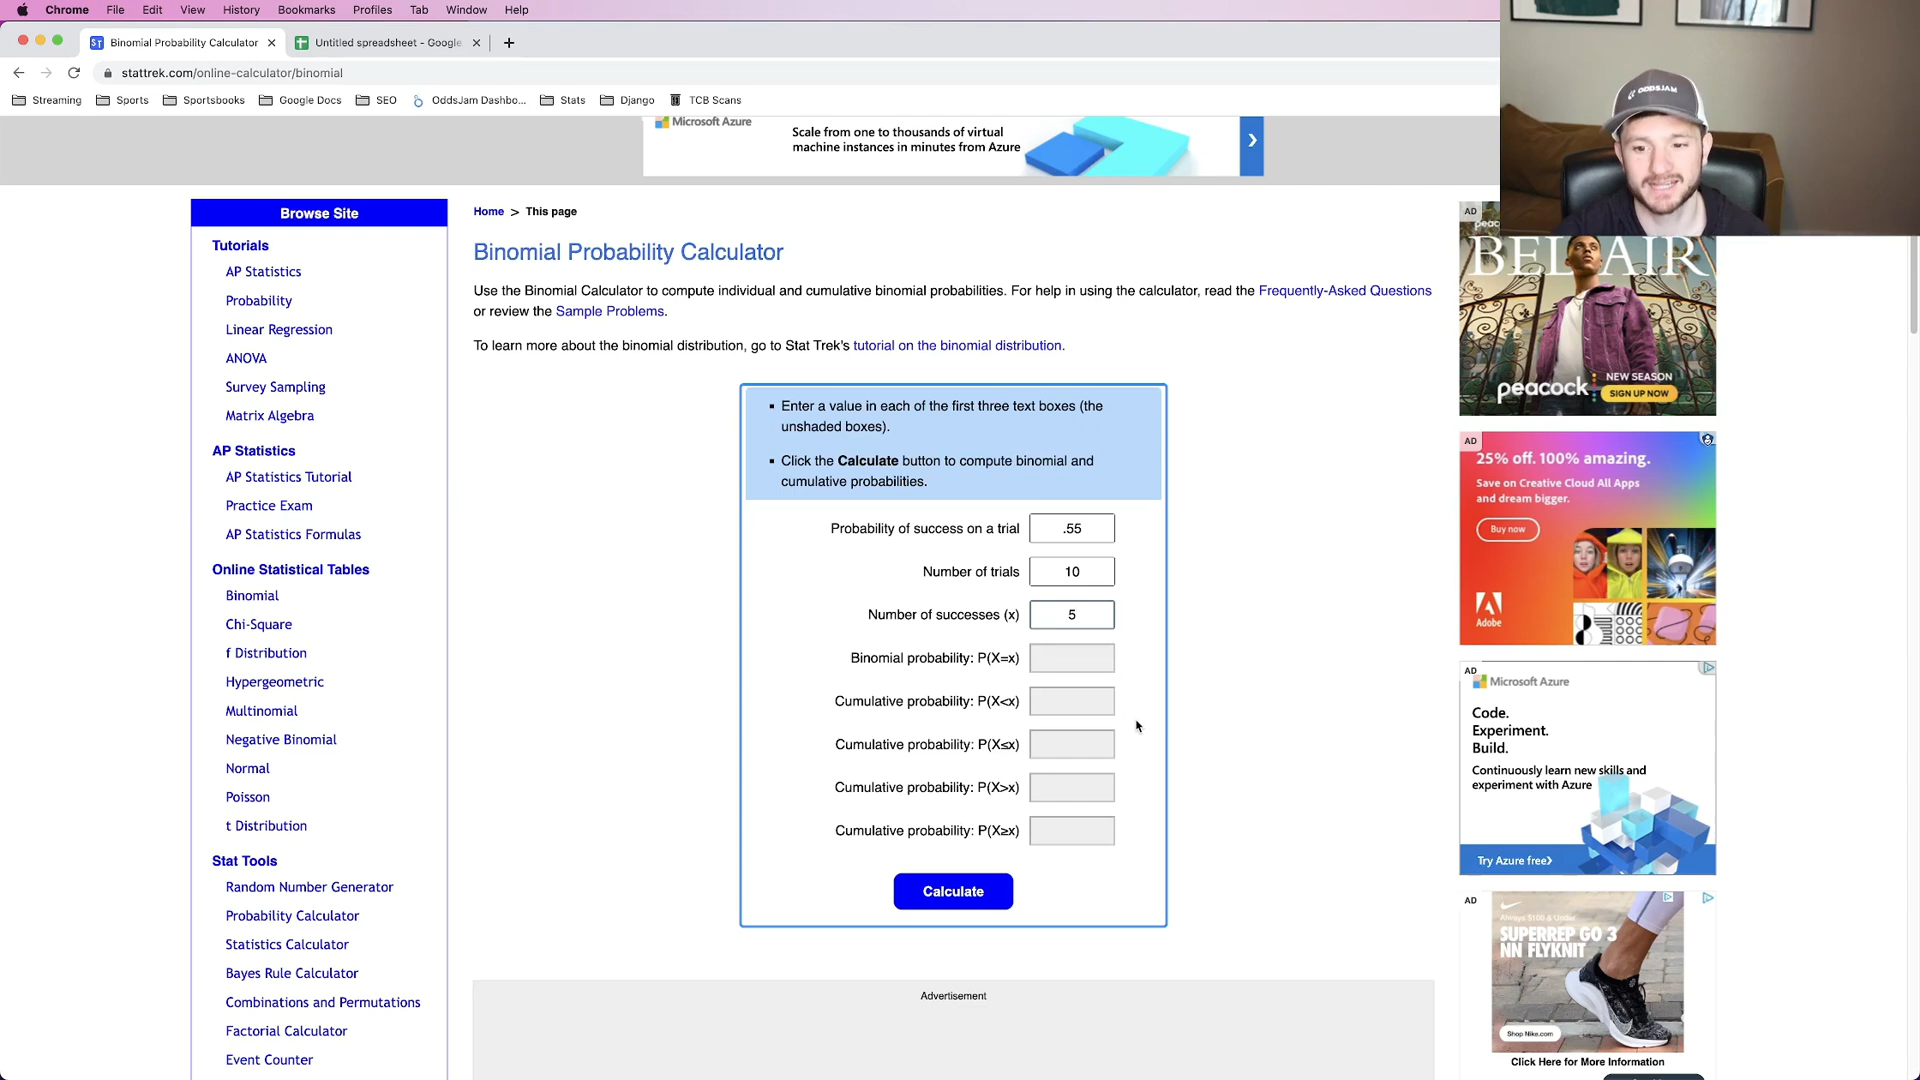 Chrome File Edit View History Bookmarks Profiles Tab Window Help
Binomial Probability Calculator
Untitled spreadsheet - Google
stattrek.com/online-calculator/binomial
Streaming Sports Sportsbooks Google Docs SEO OddsJam Dashbo... Stats Django TCB Scans
Microsoft Azure
Scale from one to thousands of virtual
machine instances in minutes from Azure
ODDSJAM
Browse Site
Tutorials
AP Statistics
Probability
Linear Regression
ANOVA
Survey Sampling
Matrix Algebra
AP Statistics
AP Statistics Tutorial
Practice Exam
AP Statistics Formulas
Online Statistical Tables
Binomial
Chi-Square
f Distribution
Hypergeometric
Multinomial
Negative Binomial
Normal
Poisson
t Distribution
Stat Tools
Random Number Generator
Probability Calculator
Statistics Calculator
Bayes Rule Calculator
Combinations and Permutations
Factorial Calculator
Event Counter
Home > This page
Binomial Probability Calculator
Use the Binomial Calculator to compute individual and cumulative binomial probabilities. For help in using the calculator, read the Frequently-Asked Questions
or review the Sample Problems.
To learn more about the binomial distribution, go to Stat Trek's tutorial on the binomial distribution.
▪ Enter a value in each of the first three text boxes (the
unshaded boxes).
▪ Click the Calculate button to compute binomial and
cumulative probabilities.
Probability of success on a trial .55
Number of trials 10
Number of successes (x) 5
Binomial probability: P(X=x)
Cumulative probability: P(X<x)
Cumulative probability: P(X≤x)
Cumulative probability: P(X>x)
Cumulative probability: P(X≥x)
Calculate
Advertisement
AD
BEL-AIR
peacock
NEW SEASON
SIGN UP NOW
AD
25% off. 100% amazing.
Save on Creative Cloud All Apps
and dream bigger.
Buy now
Adobe
AD
Microsoft Azure
Code.
Experiment.
Build.
Continuously learn new skills and
experiment with Azure
Try Azure free>
AD
Always $100 & Under
SUPERREP GO 3
NN FLYKNIT
Shop Nike.com
Click Here for More Information